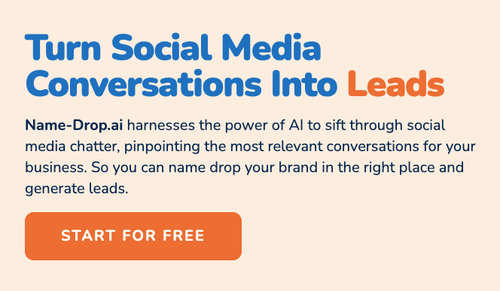 Turn Social Media
Conversations Into Leads
Name-Drop.ai harnesses the power of AI to sift through social
media chatter, pinpointing the most relevant conversations for your
business. So you can name drop your brand in the right place and
generate leads.
START FOR FREE